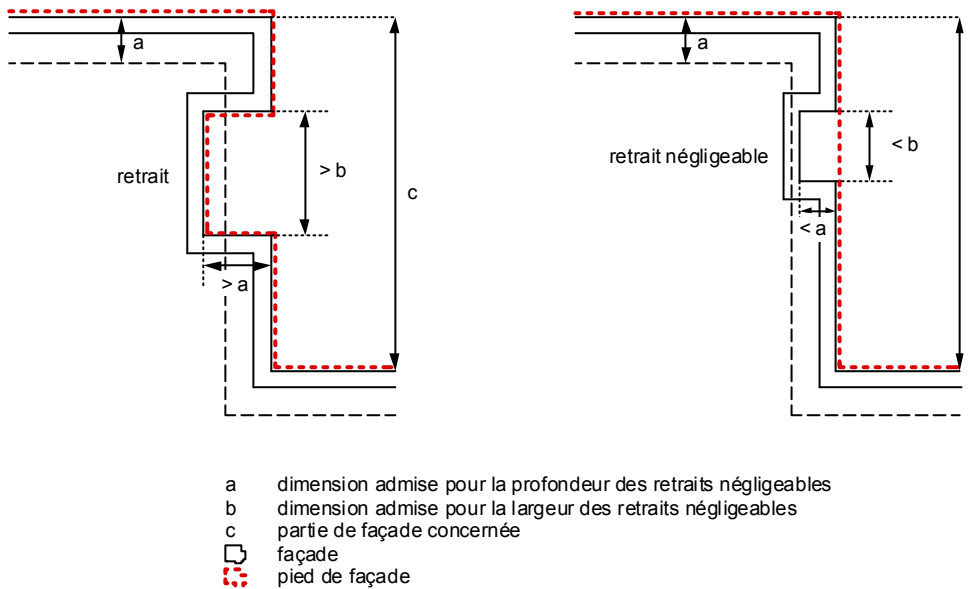 a
a
retrait
> b
c
> a
retrait négligeable
< b
< a
a dimension admise pour la profondeur des retraits négligeables
b dimension admise pour la largeur des retraits négligeables
c partie de façade concernée
façade
pied de façade